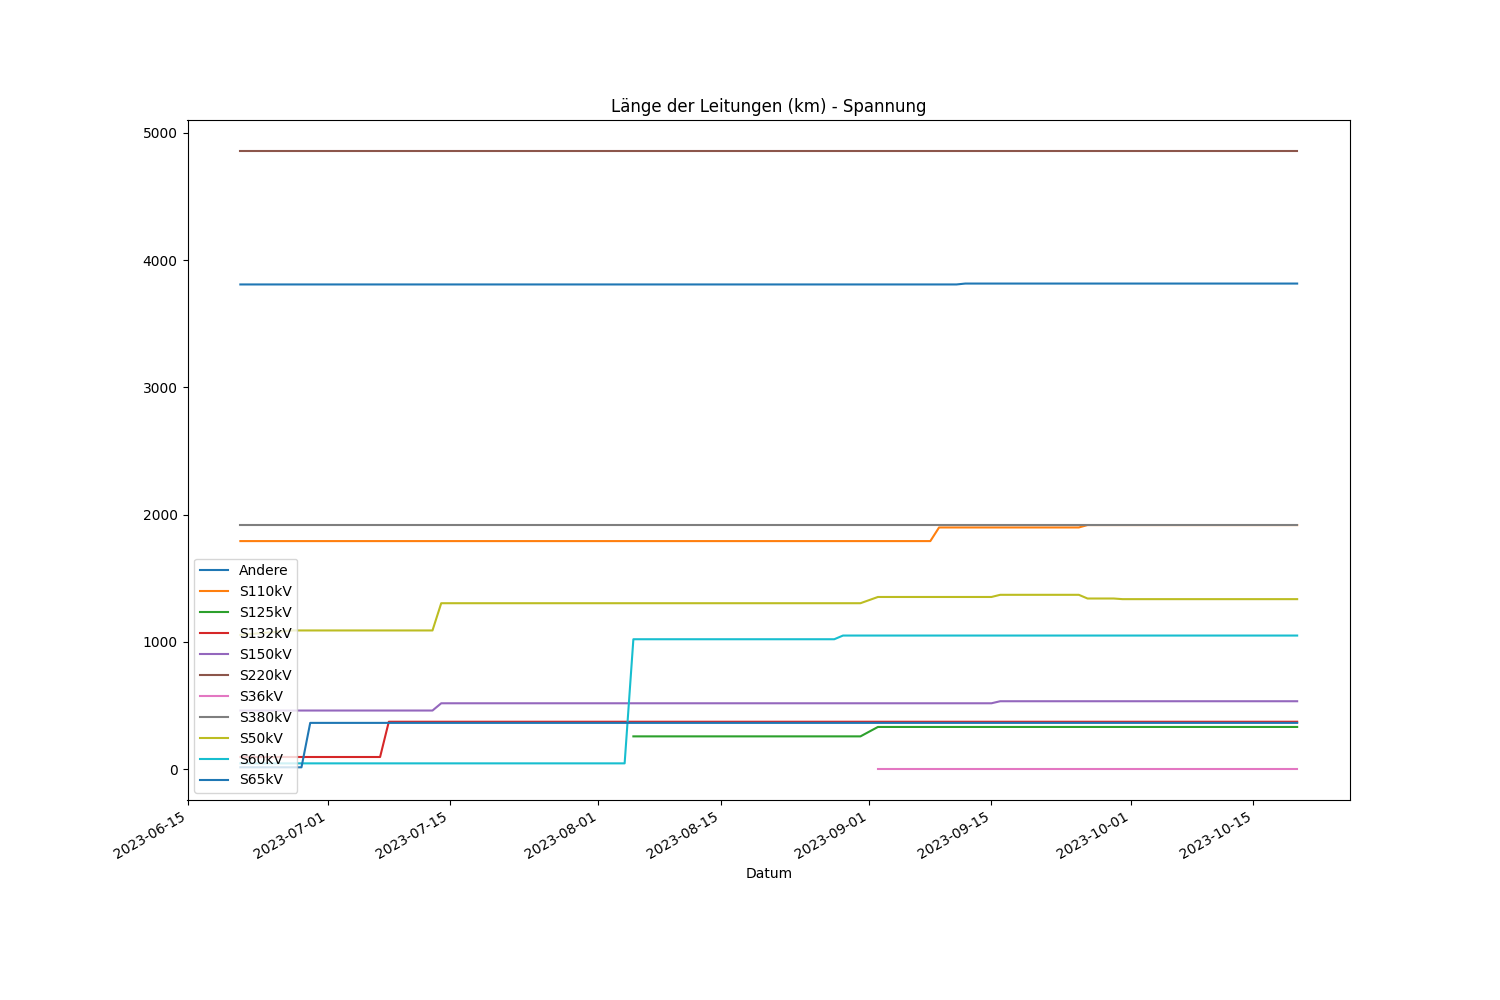 Länge der Leitungen (km) - Spannung
5000
4000
3000
2000
1000
0
Andere
S110kV
S125kV
S132kV
S150kV
S220kV
S36kV
S380kV
S50kV
S60kV
S65kV
2023-06-15
2023-07-01
2023-07-15
2023-08-01
2023-08-15
2023-09-01
2023-09-15
2023-10-01
2023-10-15
Datum